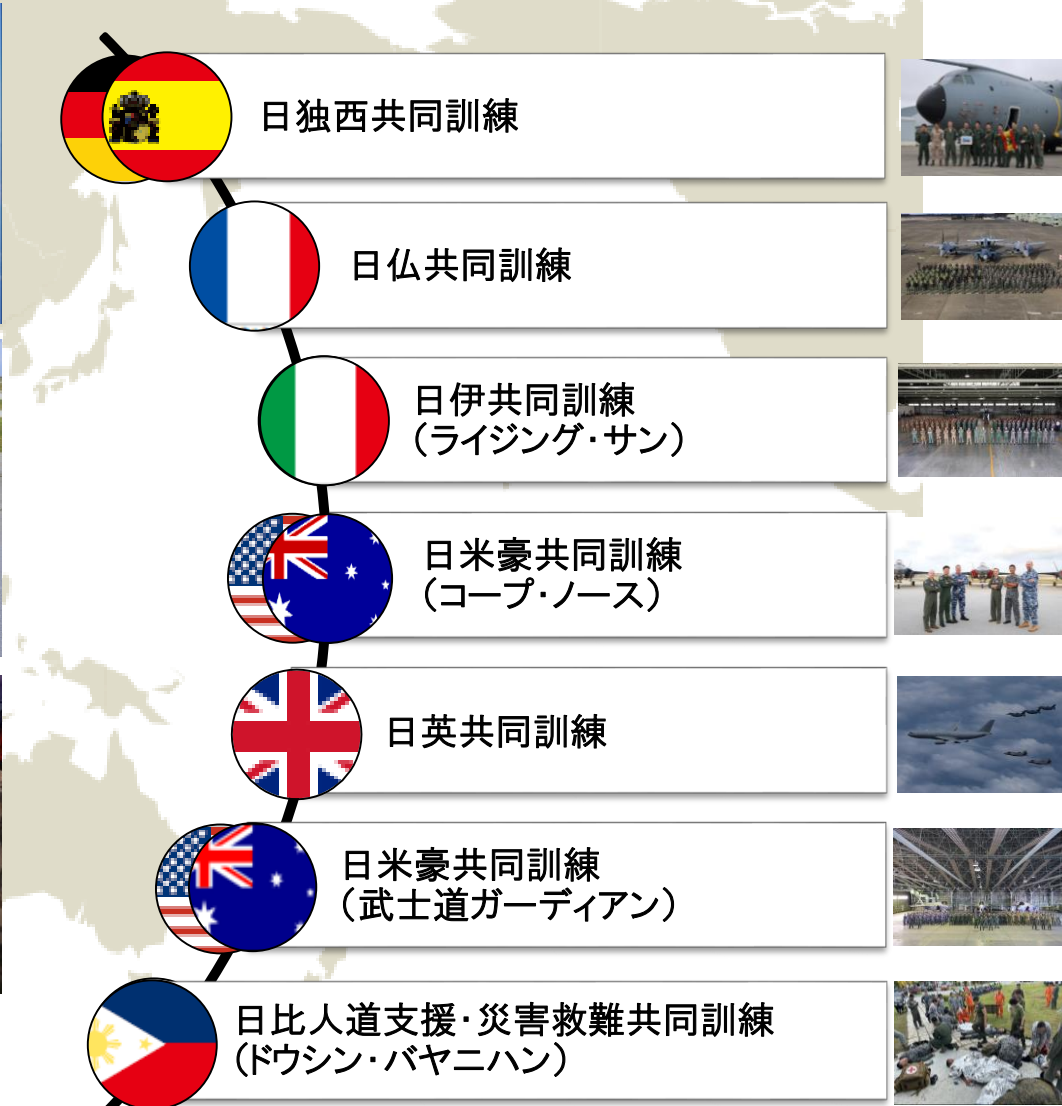 日独西共同訓練
日仏共同訓練
日伊共同訓練
（ライジング・サン）
日米豪共同訓練
（コープ・ノース）
日英共同訓練
日米豪共同訓練
（武士道ガーディアン）
日比人道支援・災害救難共同訓練
（ドウシン・バヤニハン）